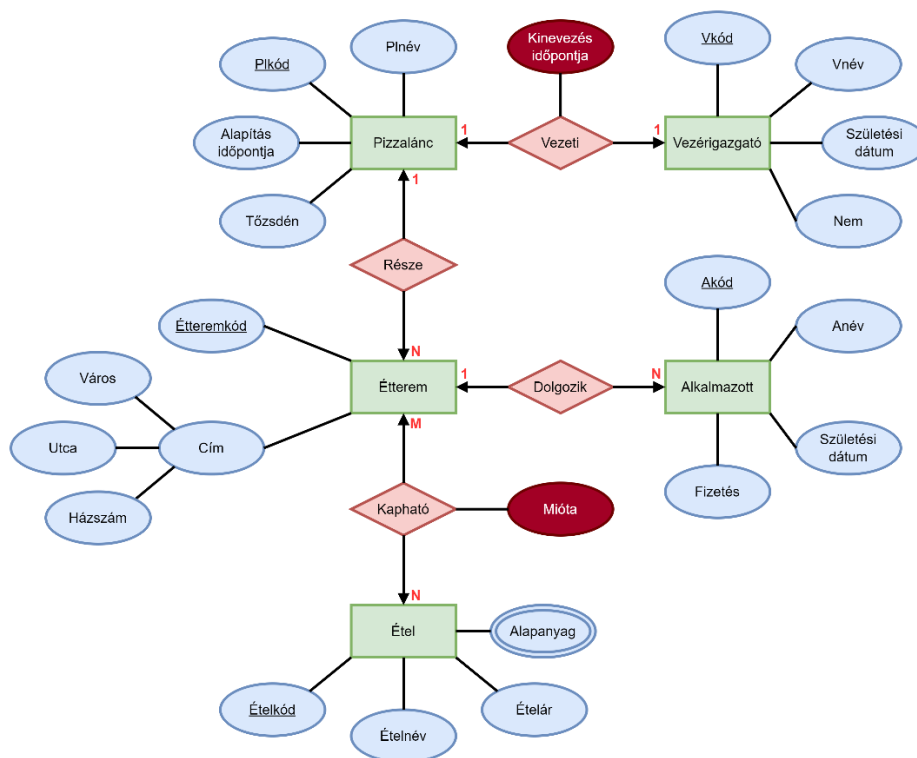 Kinevezés
időpontja
Plnév
Vkód
Plkód
Vnév
Alapítás
időpontja
Pizzalánc
1
Vezeti
1
Vezérigazgató
Születési
dátum
1
Tőzsdén
Nem
Része
Akód
Étteremkód
Anév
N
Város
Étterem
1
Dolgozik
N
Alkalmazott
M
Utca
Cím
Születési
dátum
Fizetés
Házszám
Kapható
Mióta
N
Étel
Alapanyag
Ételkód
Ételár
Ételnév